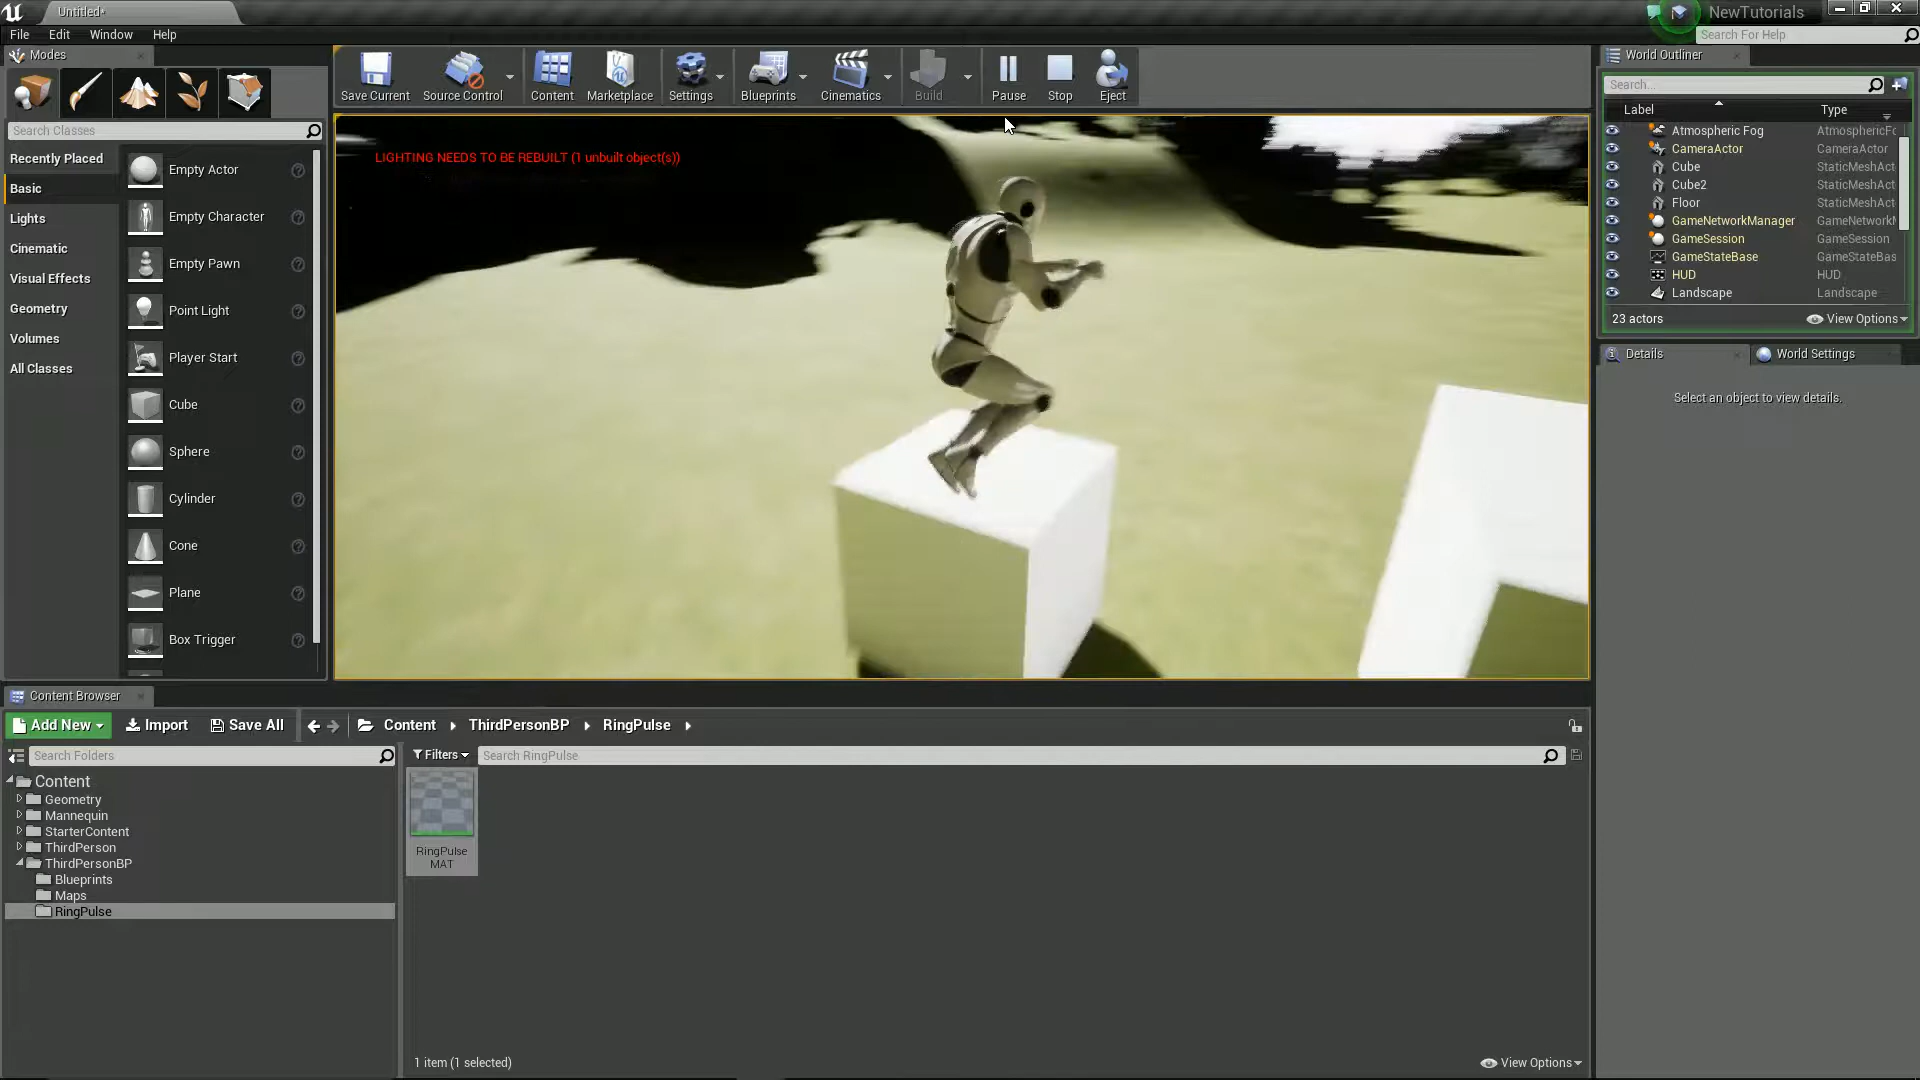 Untitled*
NewTutorials
File Edit Window Help
Search For Help
Modes
Save Current
Source Control
Content
Marketplace
Settings
Blueprints
Cinematics
Build
Pause
Stop
Eject
Search Classes
Recently Placed
Basic
Lights
Cinematic
Visual Effects
Geometry
Volumes
All Classes
Empty Actor
Empty Character
Empty Pawn
Point Light
Player Start
Cube
Sphere
Cylinder
Cone
Plane
Box Trigger
LIGHTING NEEDS TO BE REBUILT (1 unbuilt object(s))
World Outliner
Search...
Label Type
Atmospheric Fog AtmosphericFo
CameraActor CameraActor
Cube StaticMeshAct
Cube2 StaticMeshAct
Floor StaticMeshAct
GameNetworkManager GameNetworkM
GameSession GameSession
GameStateBase GameStateBas
HUD HUD
Landscape Landscape
23 actors
View Options
Details
World Settings
Select an object to view details.
Content Browser
Add New Import Save All Content ThirdPersonBP RingPulse
Search Folders
Filters
Search RingPulse
Content
Geometry
Mannequin
StarterContent
ThirdPerson
ThirdPersonBP
Blueprints
Maps
RingPulse
RingPulse
MAT
1 item (1 selected)
View Options